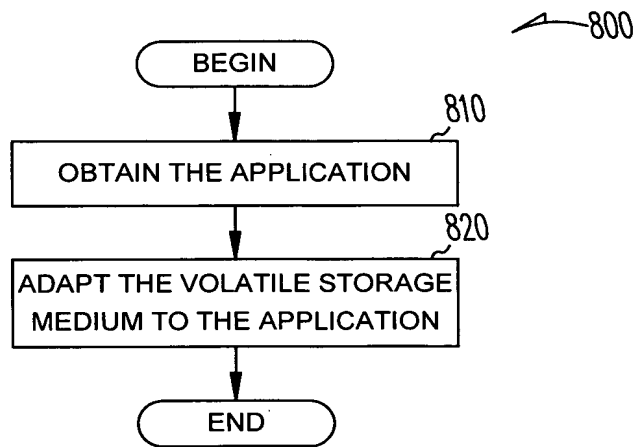 800
BEGIN
810
OBTAIN THE APPLICATION
820
ADAPT THE VOLATILE STORAGE
MEDIUM TO THE APPLICATION
END